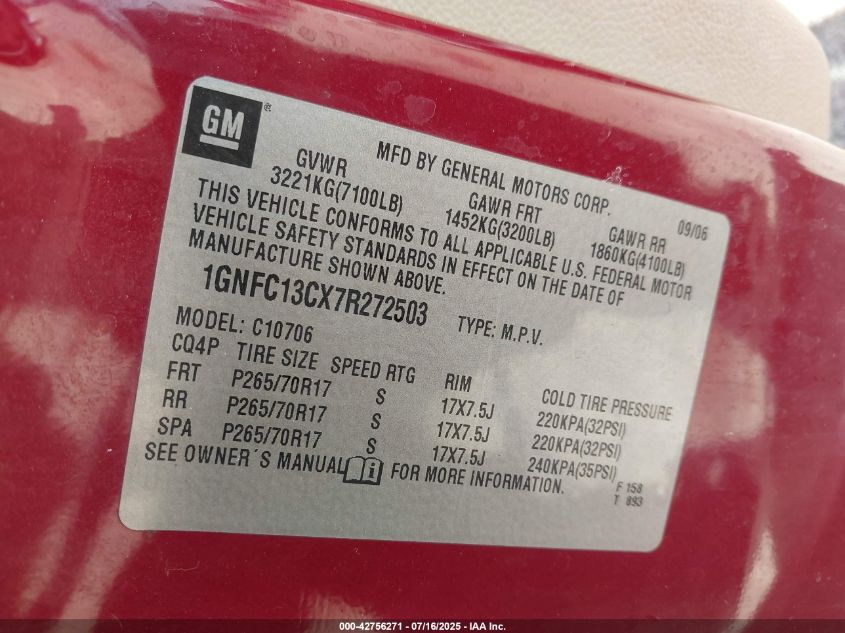 GM ®
MFD BY GENERAL MOTORS CORP. 09/06
GVWR GAWR FRT GAWR RR
3221KG(7100LB) 1452KG(3200LB) 1860KG(4100LB)
THIS VEHICLE CONFORMS TO ALL APPLICABLE U.S. FEDERAL MOTOR
VEHICLE SAFETY STANDARDS IN EFFECT ON THE DATE OF
MANUFACTURE SHOWN ABOVE.
1GNFC13CX7R272503 TYPE: M.P.V.
MODEL: C10706
CQ4P TIRE SIZE SPEED RTG RIM COLD TIRE PRESSURE
FRT P265/70R17 S 17X7.5J 220KPA(32PSI)
RR P265/70R17 S 17X7.5J 220KPA(32PSI)
SPA P265/70R17 S 17X7.5J 240KPA(35PSI)
SEE OWNER´S MANUAL i FOR MORE INFORMATION.
F 158
T 893
000-42756271 - 07/16/2025 - IAA Inc.